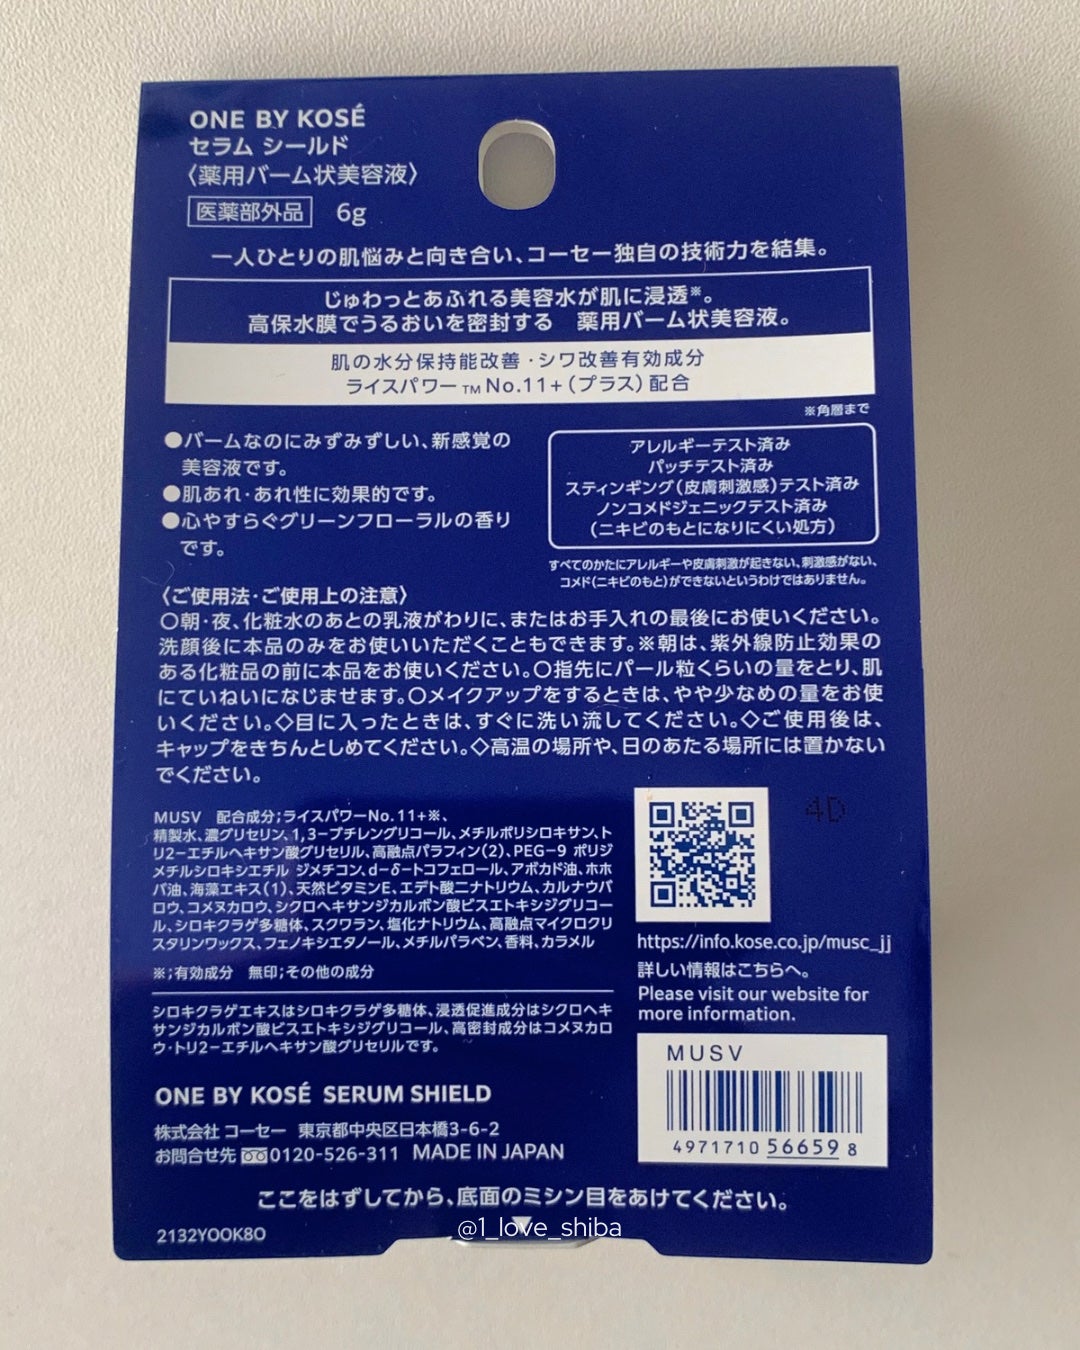 ONE BY KOSÉ
セラム シールド
〈薬用バーム状美容液〉
医薬部外品 6g
一人ひとりの肌悩みと向き合い、コーセー独自の技術力を結集。
じゅわっとあふれる美容水が肌に浸透※。
高保水膜でうるおいを密封する 薬用バーム状美容液。
肌の水分保持能改善・シワ改善有効成分
ライスパワー™No.11+(プラス)配合
※角層まで
●バームなのにみずみずしい、新感覚の
美容液です。
●肌あれ・あれ性に効果的です。
●心やすらぐグリーンフローラルの香り
です。
アレルギーテスト済み
パッチテスト済み
スティンギング(皮膚刺激感)テスト済み
ノンコメドジェニックテスト済み
(ニキビのもとになりにくい処方)
すべてのかたにアレルギーや皮膚刺激が起きない、刺激感がない、
コメド(ニキビのもと)ができないというわけではありません。
〈ご使用法・ご使用上の注意〉
○朝・夜、化粧水のあとの乳液がわりに、またはお手入れの最後にお使いください。
洗顔後に本品のみをお使いいただくこともできます。※朝は、紫外線防止効果の
ある化粧品の前に本品をお使いください。○指先にパール粒くらいの量をとり、肌
にていねいになじませます。○メイクアップをするときは、やや少なめの量をお使
いください。◇目に入ったときは、すぐに洗い流してください。◇ご使用後は、
キャップをきちんとしめてください。◇高温の場所や、日のあたる場所には置かない
でください。
MUSV 配合成分;ライスパワーNo.11+※、
精製水、濃グリセリン、1,3-ブチレングリコール、メチルポリシロキサン、ト
リ2-エチルヘキサン酸グリセリル、高融点パラフィン(2)、PEG-9 ポリジ
メチルシロキシエチル ジメチコン、d-δ-トコフェロール、アボカド油、ホホ
バ油、海藻エキス(1)、天然ビタミンE、エデト酸二ナトリウム、カルナウバ
ロウ、コメヌカロウ、シクロヘキサンジカルボン酸ビスエトキシジグリコー
ル、シロキクラゲ多糖体、スクワラン、塩化ナトリウム、高融点マイクロクリ
スタリンワックス、フェノキシエタノール、メチルパラベン、香料、カラメル
※;有効成分 無印;その他の成分
シロキクラゲエキスはシロキクラゲ多糖体、浸透促進成分はシクロヘキ
サンジカルボン酸ビスエトキシジグリコール、高密封成分はコメヌカロ
ウ・トリ2-エチルヘキサン酸グリセリルです。
4D
https://info.kose.co.jp/musc_jj
詳しい情報はこちらへ。
Please visit our website for
more information.
MUSV
4971710 566598
ONE BY KOSÉ SERUM SHIELD
株式会社 コーセー 東京都中央区日本橋3-6-2
お問合せ先 0120-526-311 MADE IN JAPAN
ここをはずしてから、底面のミシン目をあけてください。
@1_love_shiba
2132YOOK8O